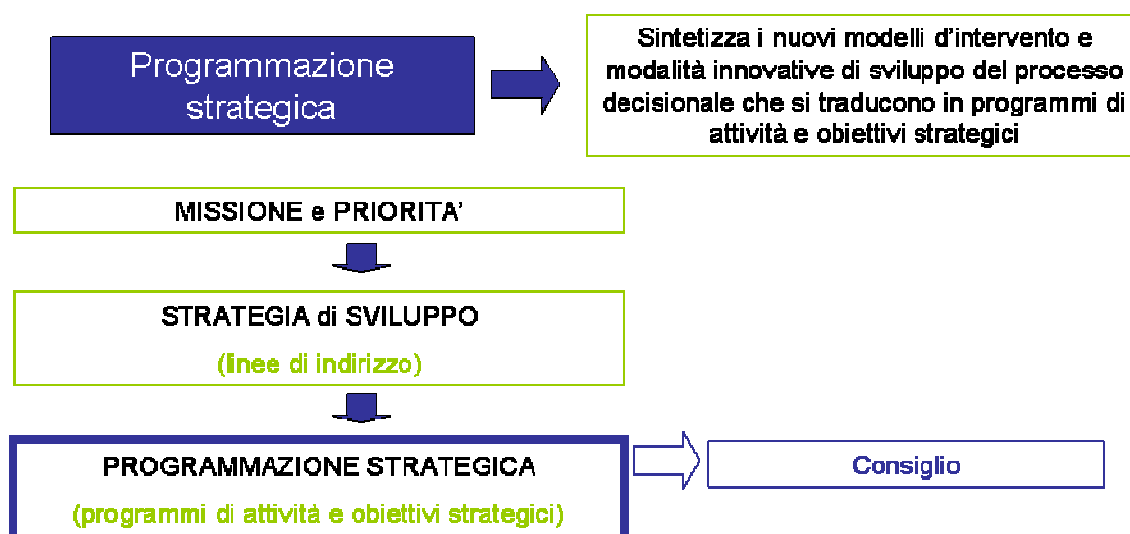 Programmazione
strategica
Sintetizza i nuovi modelli d'intervento e
modalità innovative di sviluppo del processo
decisionale che si traducono in programmi di
attività e obiettivi strategici
MISSIONE e PRIORITA'
STRATEGIA di SVILUPPO
(linee di indirizzo)
PROGRAMMAZIONE STRATEGICA
(programmi di attività e obiettivi strategici)
Consiglio